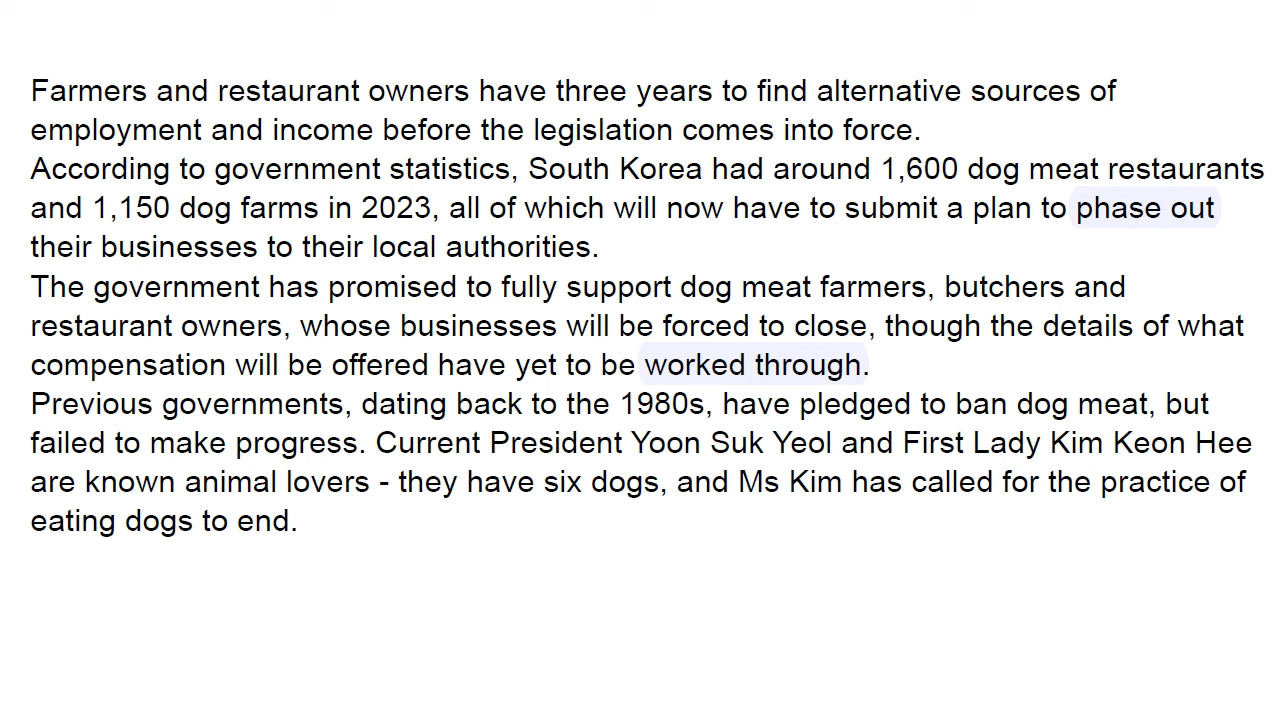 Farmers and restaurant owners have three years to find alternative sources of
employment and income before the legislation comes into force.
According to government statistics, South Korea had around 1,600 dog meat restaurants
and 1,150 dog farms in 2023, all of which will now have to submit a plan to phase out
their businesses to their local authorities.
The government has promised to fully support dog meat farmers, butchers and
restaurant owners, whose businesses will be forced to close, though the details of what
compensation will be offered have yet to be worked through.
Previous governments, dating back to the 1980s, have pledged to ban dog meat, but
failed to make progress. Current President Yoon Suk Yeol and First Lady Kim Keon Hee
are known animal lovers - they have six dogs, and Ms Kim has called for the practice of
eating dogs to end.